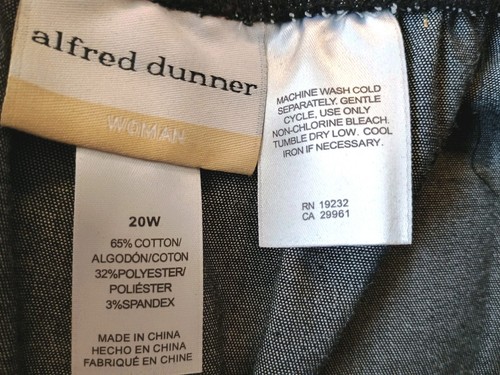 alfred dunner
WOMAN
MACHINE WASH COLD
SEPARATELY. GENTLE
CYCLE, USE ONLY
NON-CHLORINE BLEACH.
TUMBLE DRY LOW. COOL
IRON IF NECESSARY.
RN 19232
CA 29961
20W
65% COTTON/
ALGODÓN/COTON
32%POLYESTER/
POLIÉSTER
3%SPANDEX
MADE IN CHINA
HECHO EN CHINA
FABRIQUÉ EN CHINE